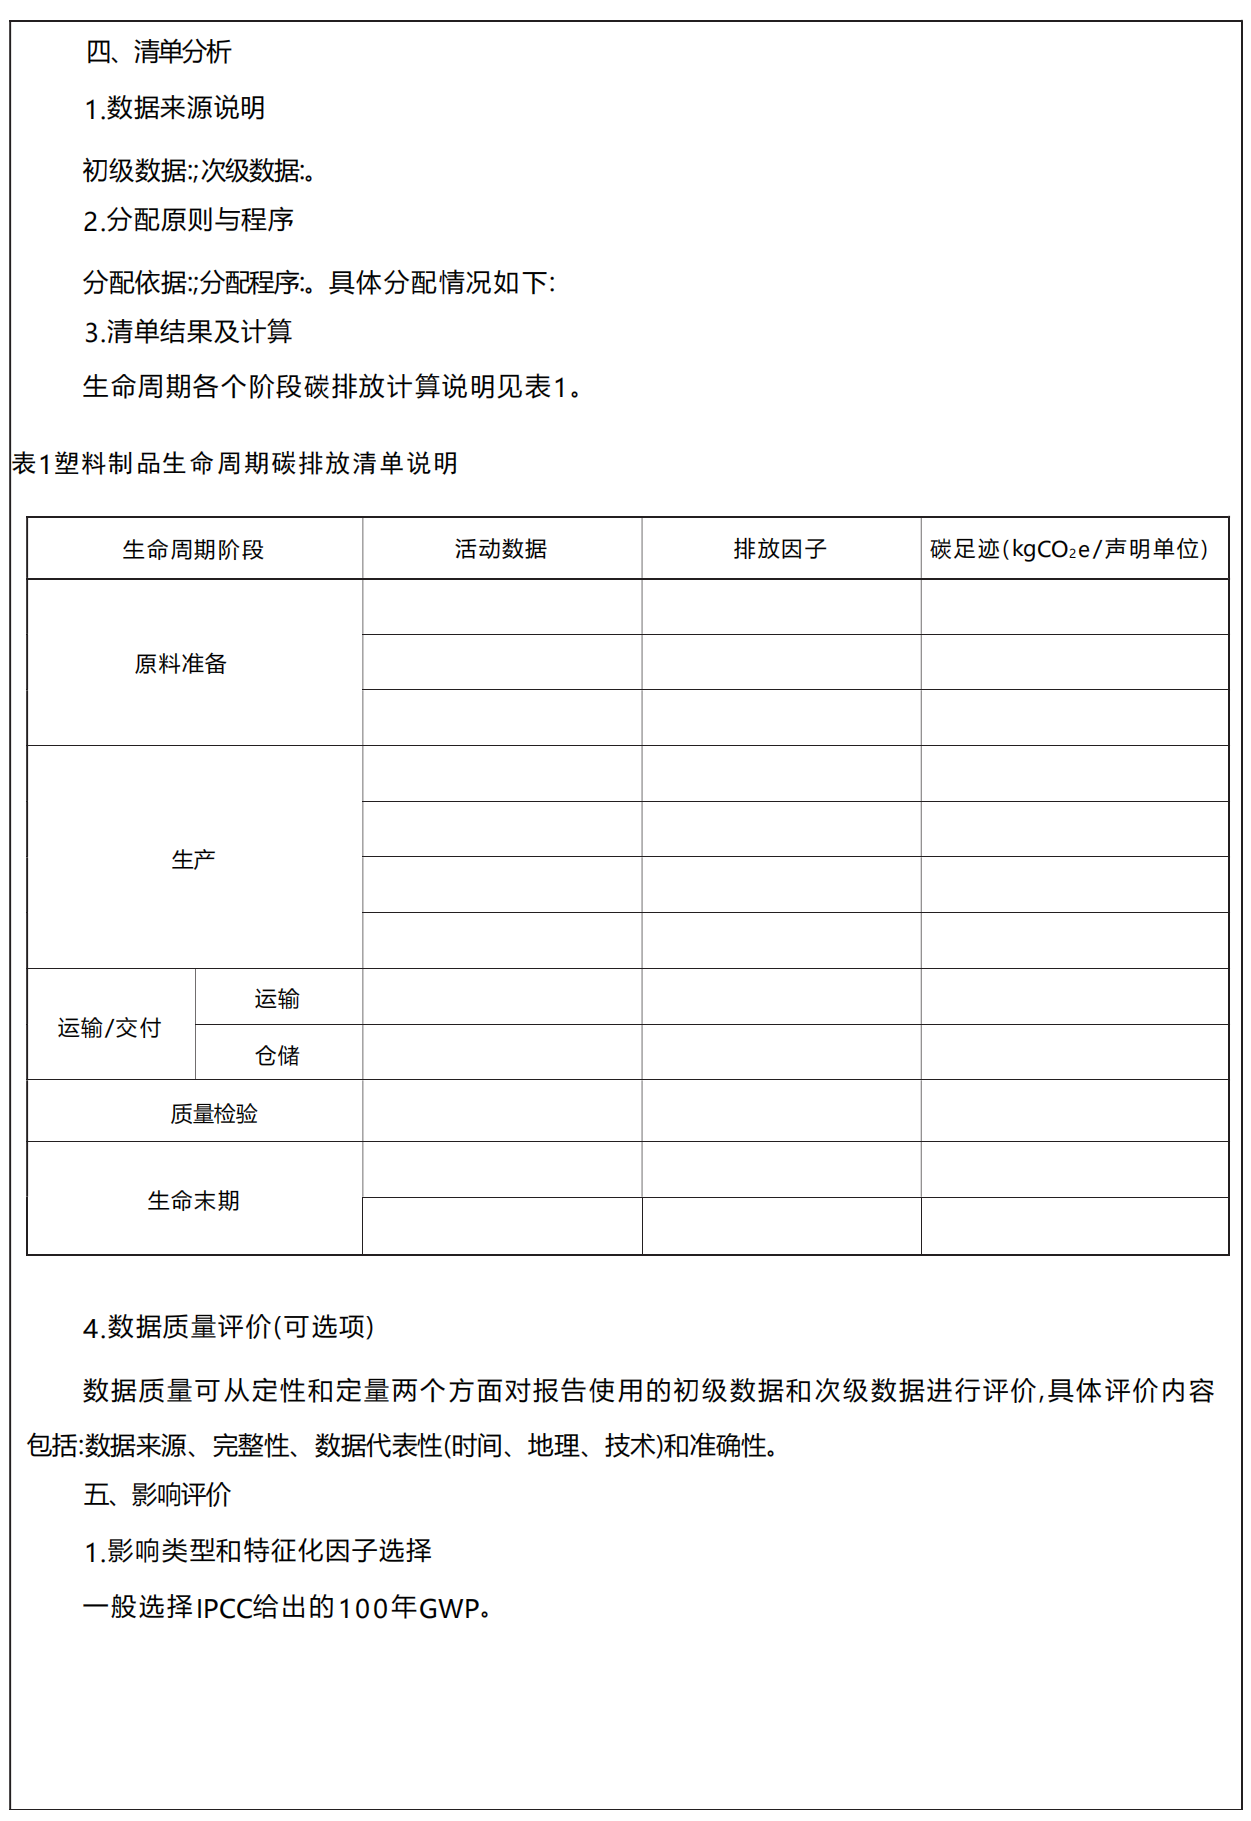 四、清单分析
1.数据来源说明
初级数据:;次级数据:。
2.分配原则与程序
分配依据:;分配程序:。具体分配情况如下:
3.清单结果及计算
生命周期各个阶段碳排放计算说明见表1。
表1塑料制品生命周期碳排放清单说明
生命周期阶段 活动数据 排放因子 碳足迹(kgCO₂e/声明单位)
原料准备
生产
运输/交付
运输
仓储
质量检验
生命末期
4.数据质量评价(可选项)
数据质量可从定性和定量两个方面对报告使用的初级数据和次级数据进行评价,具体评价内容
包括:数据来源、完整性、数据代表性(时间、地理、技术)和准确性。
五、影响评价
1.影响类型和特征化因子选择
一般选择IPCC给出的100年GWP。